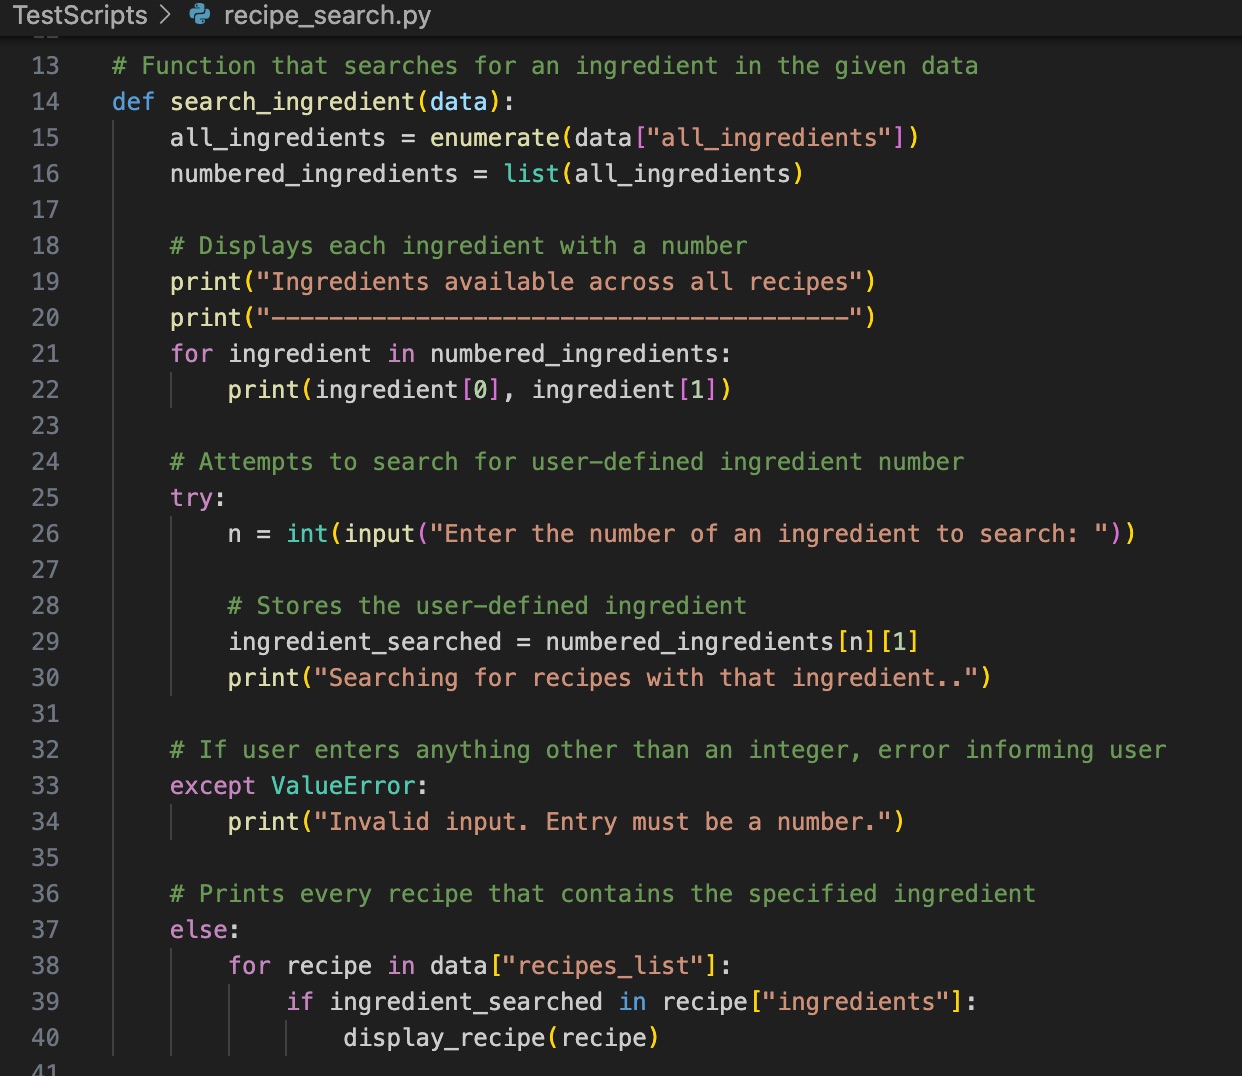 TestScripts > recipe_search.py
13 # Function that searches for an ingredient in the given data
14 def search_ingredient(data):
15     all_ingredients = enumerate(data["all_ingredients"])
16     numbered_ingredients = list(all_ingredients)
17
18     # Displays each ingredient with a number
19     print("Ingredients available across all recipes")
20     print("----------------------------------------")
21     for ingredient in numbered_ingredients:
22         print(ingredient[0], ingredient[1])
23
24     # Attempts to search for user-defined ingredient number
25     try:
26         n = int(input("Enter the number of an ingredient to search: "))
27
28         # Stores the user-defined ingredient
29         ingredient_searched = numbered_ingredients[n][1]
30         print("Searching for recipes with that ingredient..")
31
32     # If user enters anything other than an integer, error informing user
33     except ValueError:
34         print("Invalid input. Entry must be a number.")
35
36     # Prints every recipe that contains the specified ingredient
37     else:
38         for recipe in data["recipes_list"]:
39             if ingredient_searched in recipe["ingredients"]:
40                 display_recipe(recipe)
41